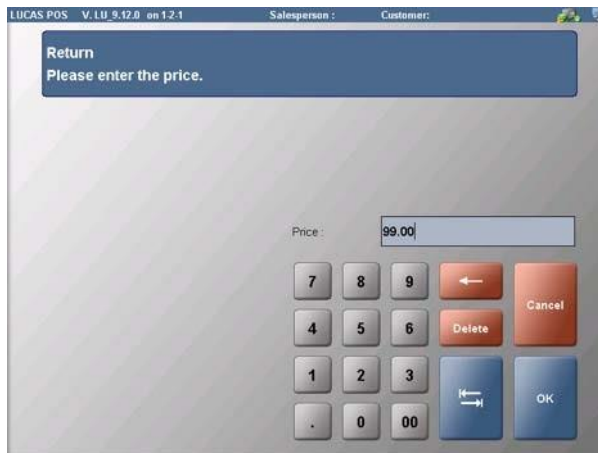 LUCAS POS V. LU_9.12.0 on 1-2-1 Salesperson : Customer:
Return
Please enter the price.
Price : 99.00
7 8 9 Cancel
4 5 6 Delete
1 2 3 OK
. 0 00